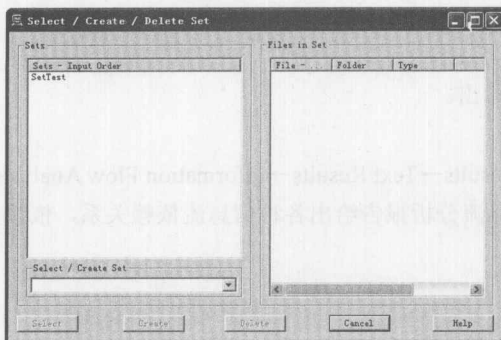 Select / Create / Delete Set
Sets
Sets - Input Order
SetTest
Select / Create Set
Files in Set
File - ... Folder Type
Select Create Delete Cancel Help